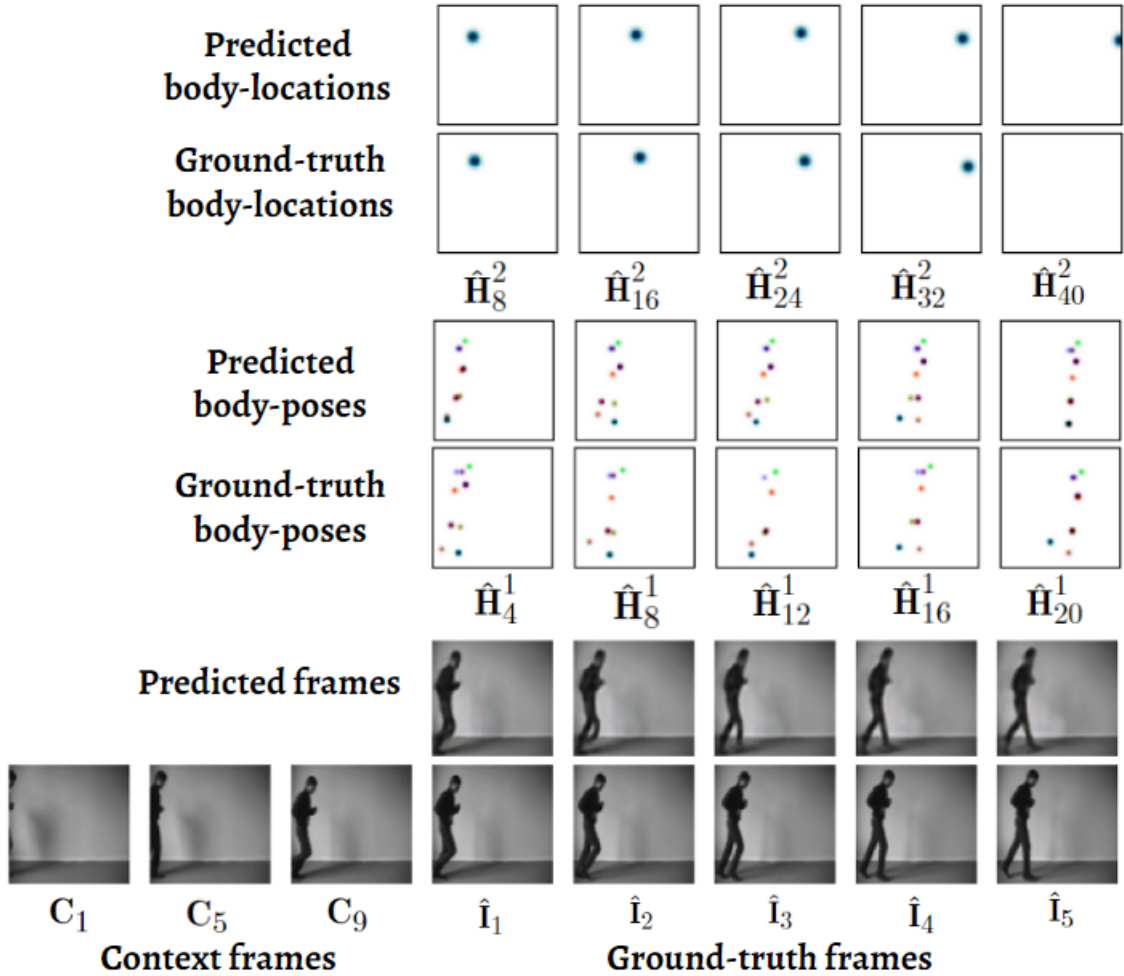 Predicted
body-locations
Ground-truth
body-locations
Ĥ²₈ Ĥ²₁₆ Ĥ²₂₄ Ĥ²₃₂ Ĥ²₄₀
Predicted
body-poses
Ground-truth
body-poses
Ĥ¹₄ Ĥ¹₈ Ĥ¹₁₂ Ĥ¹₁₆ Ĥ¹₂₀
Predicted frames
C₁ C₅ C₉ Î₁ Î₂ Î₃ Î₄ Î₅
Context frames Ground-truth frames